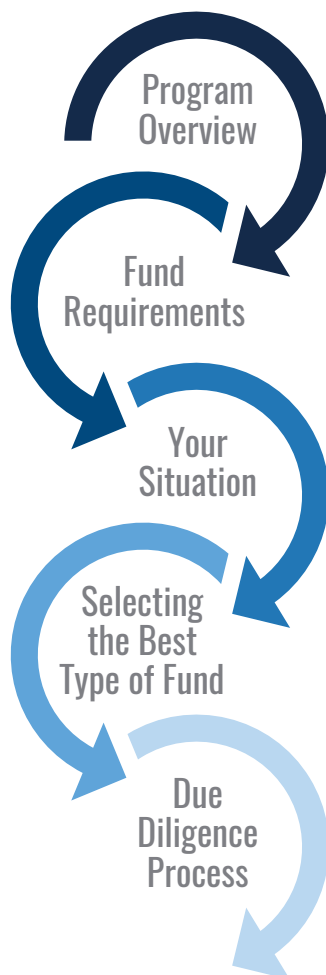 Program
Overview
Fund
Requirements
Your
Situation
Selecting
the Best
Type of Fund
Due
Diligence
Process